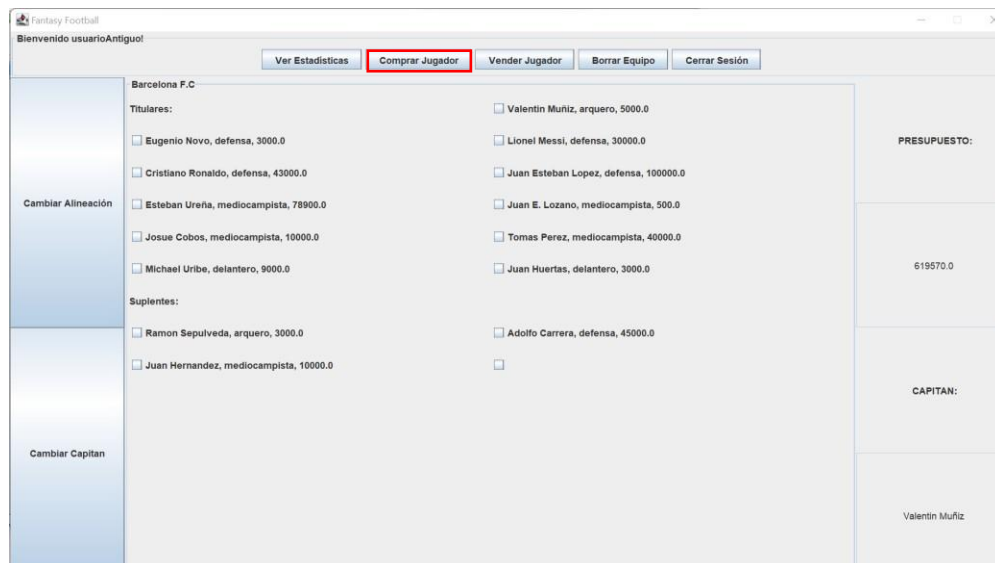 Fantasy Football
Bienvenido usuarioAntiguo!
Ver Estadisticas Comprar Jugador Vender Jugador Borrar Equipo Cerrar Sesión
Barcelona F.C
Titulares: Valentin Muñiz, arquero, 5000.0
Eugenio Novo, defensa, 3000.0 Lionel Messi, defensa, 30000.0
PRESUPUESTO:
Cristiano Ronaldo, defensa, 43000.0 Juan Esteban Lopez, defensa, 100000.0
Cambiar Alineación
Esteban Ureña, mediocampista, 78900.0 Juan E. Lozano, mediocampista, 500.0
Josue Cobos, mediocampista, 10000.0 Tomas Perez, mediocampista, 40000.0
Michael Uribe, delantero, 9000.0 Juan Huertas, delantero, 3000.0
619570.0
Suplentes:
Ramon Sepulveda, arquero, 3000.0 Adolfo Carrera, defensa, 45000.0
Juan Hernandez, mediocampista, 10000.0
CAPITAN:
Cambiar Capitan
Valentin Muñiz